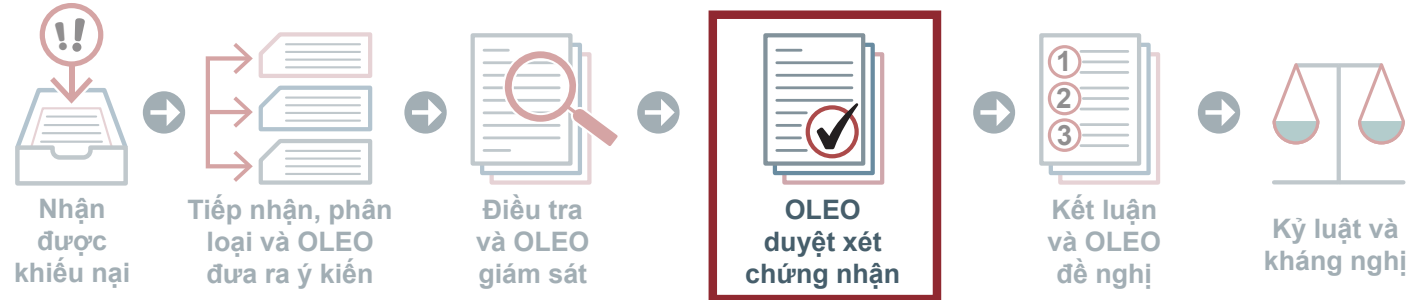 !!
Nhận
được
khiếu nại
Tiếp nhận, phân
loại và OLEO
đưa ra ý kiến
Điều tra
và OLEO
giám sát
OLEO
duyệt xét
chứng nhận
1
2
3
Kết luận
và OLEO
đề nghị
Kỷ luật và
kháng nghị